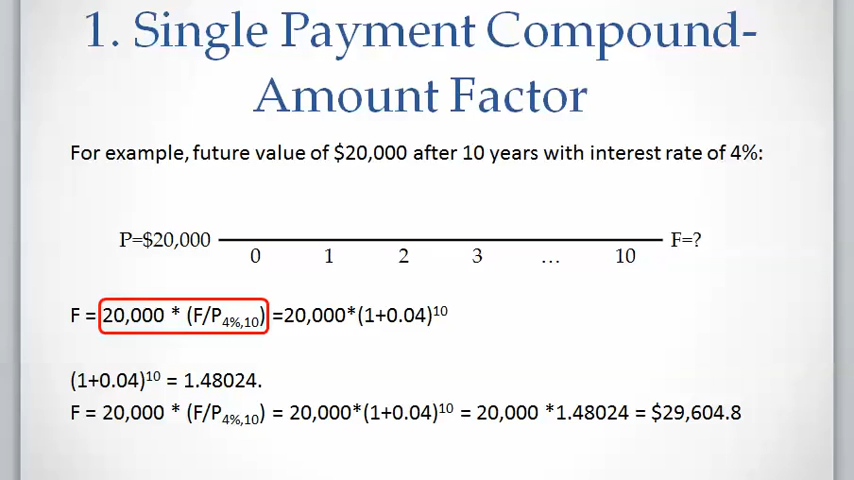 1. Single Payment Compound-
Amount Factor
For example, future value of $20,000 after 10 years with interest rate of 4%:
P=$20,000 F=?
0 1 2 3 … 10
F = 20,000 * (F/P4%,10) =20,000*(1+0.04)¹⁰
(1+0.04)¹⁰ = 1.48024.
F = 20,000 * (F/P4%,10) = 20,000*(1+0.04)¹⁰ = 20,000 *1.48024 = $29,604.8